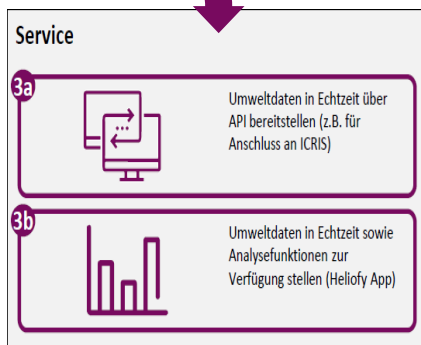 Service
3a
Umweltdaten in Echtzeit über
API bereitstellen (z.B. für
Anschluss an ICRIS)
3b
Umweltdaten in Echtzeit sowie
Analysefunktionen zur
Verfügung stellen (Heliofy App)